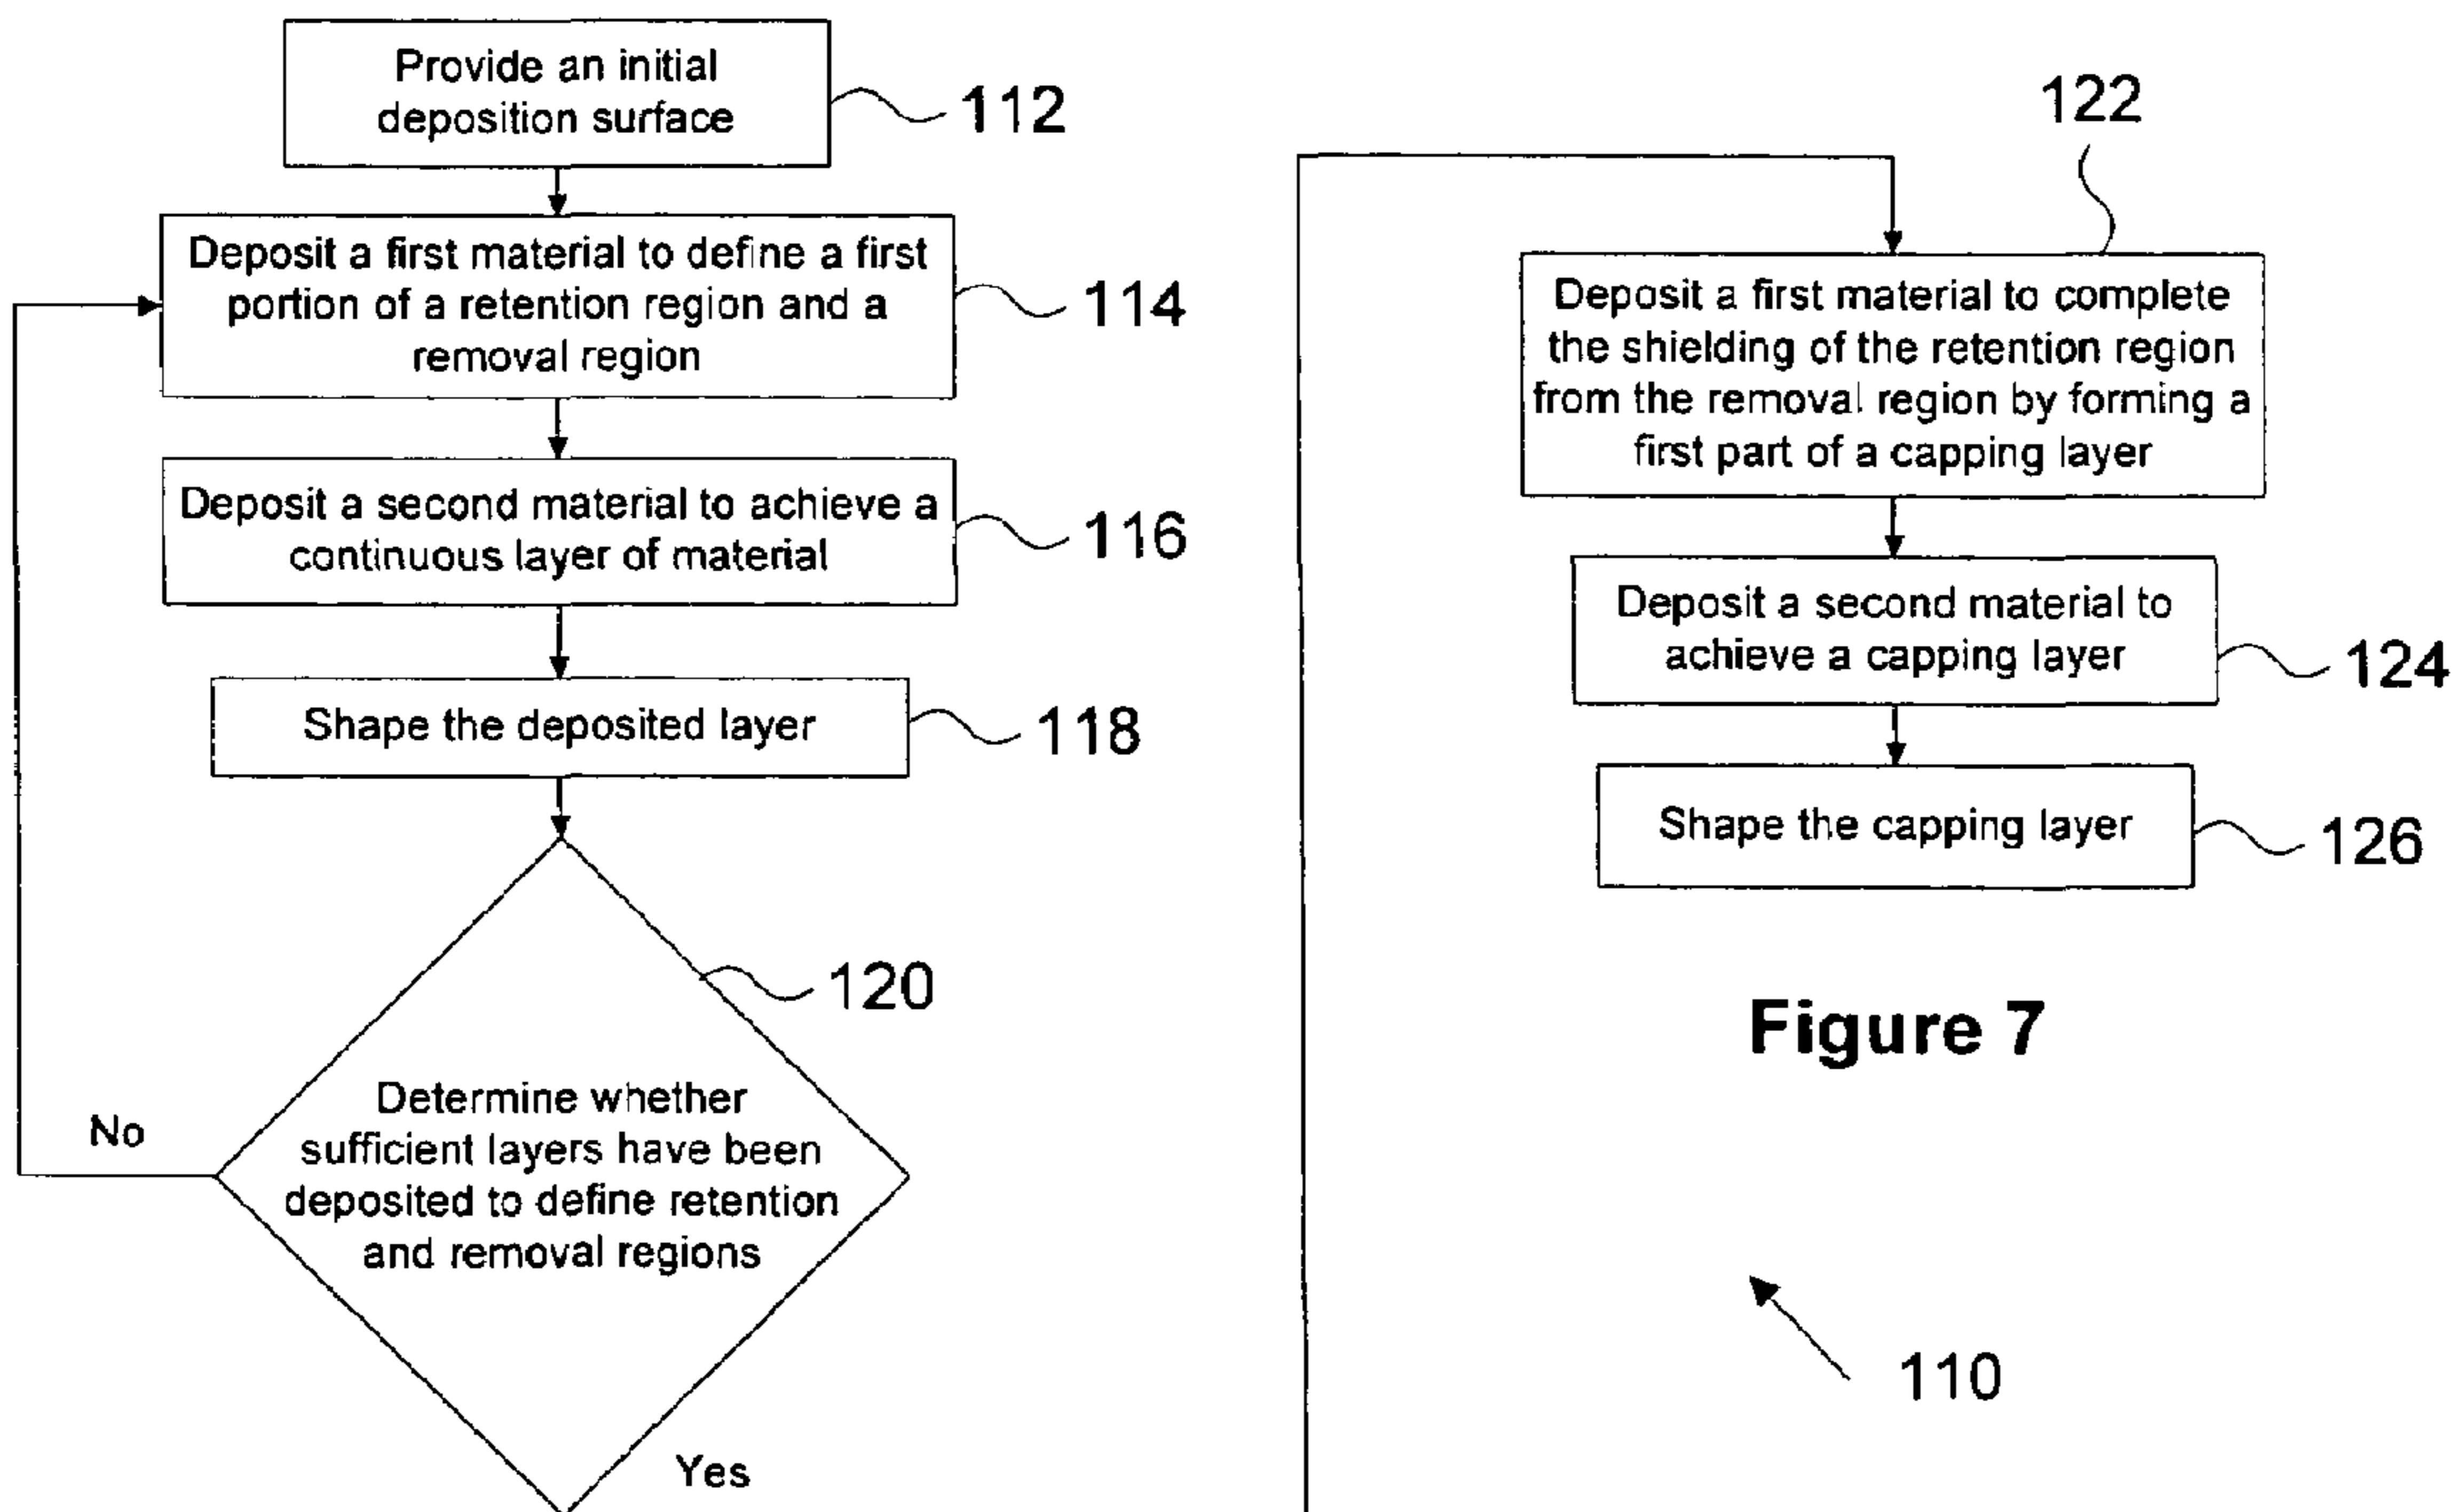 Provide an initial
deposition surface
112
Deposit a first material to define a first
portion of a retention region and a
removal region
114
Deposit a second material to achieve a
continuous layer of material
116
Shape the deposited layer
118
120
Determine whether
sufficient layers have been
deposited to define retention
and removal regions
No
Yes
122
Deposit a first material to complete
the shielding of the retention region
from the removal region by forming a
first part of a capping layer
Deposit a second material to
achieve a capping layer
124
Shape the capping layer
126
Figure 7
110